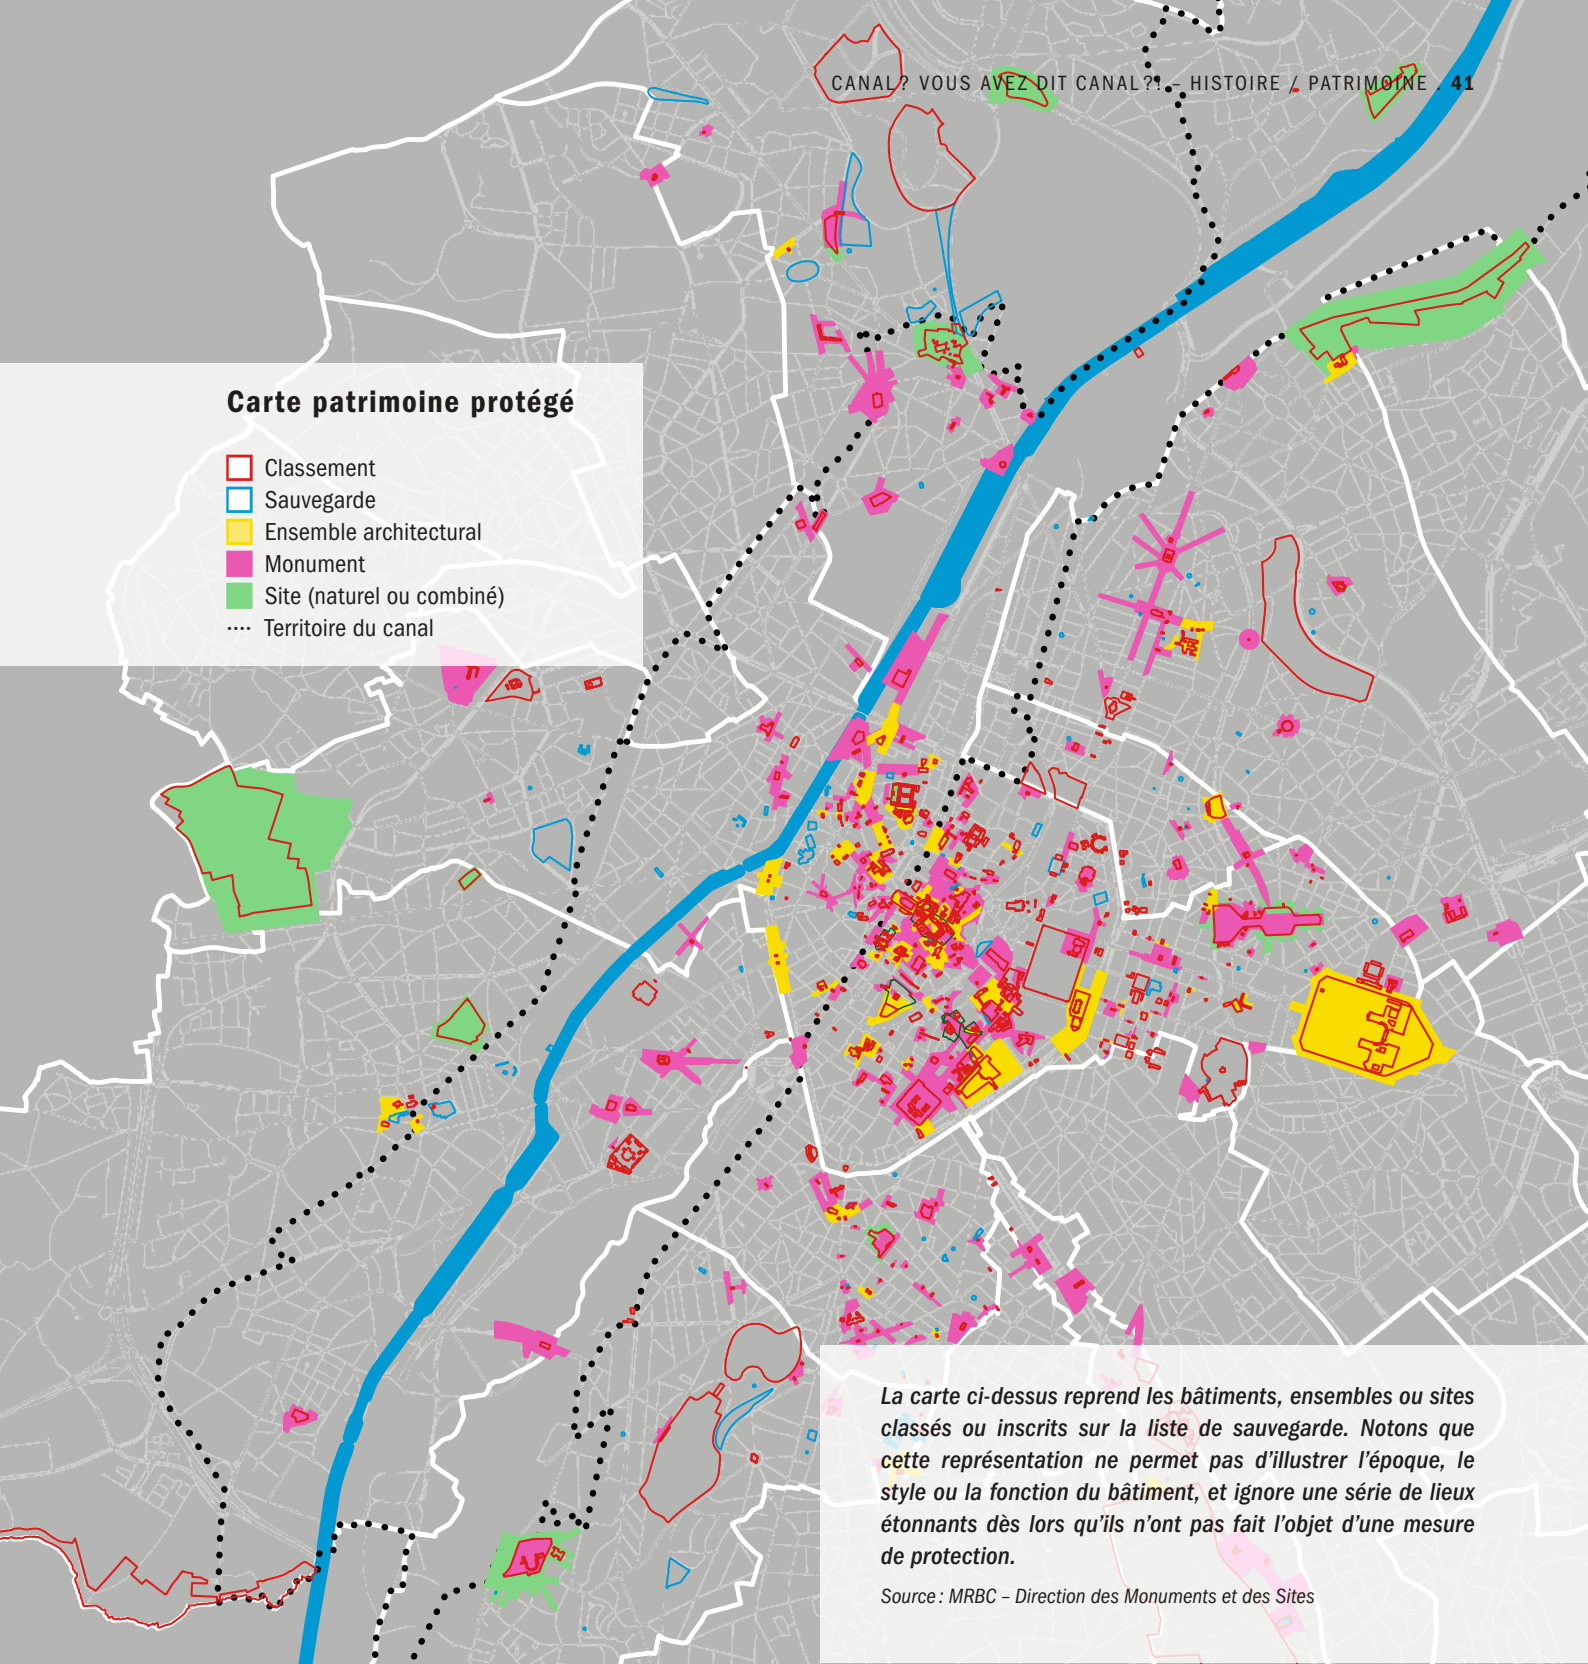 CANAL? VOUS AVEZ DIT CANAL?! – HISTOIRE / PATRIMOINE . 41
Carte patrimoine protégé
Classement
Sauvegarde
Ensemble architectural
Monument
Site (naturel ou combiné)
Territoire du canal
La carte ci-dessus reprend les bâtiments, ensembles ou sites
classés ou inscrits sur la liste de sauvegarde. Notons que
cette représentation ne permet pas d'illustrer l'époque, le
style ou la fonction du bâtiment, et ignore une série de lieux
étonnants dès lors qu'ils n'ont pas fait l'objet d'une mesure
de protection.
Source : MRBC – Direction des Monuments et des Sites